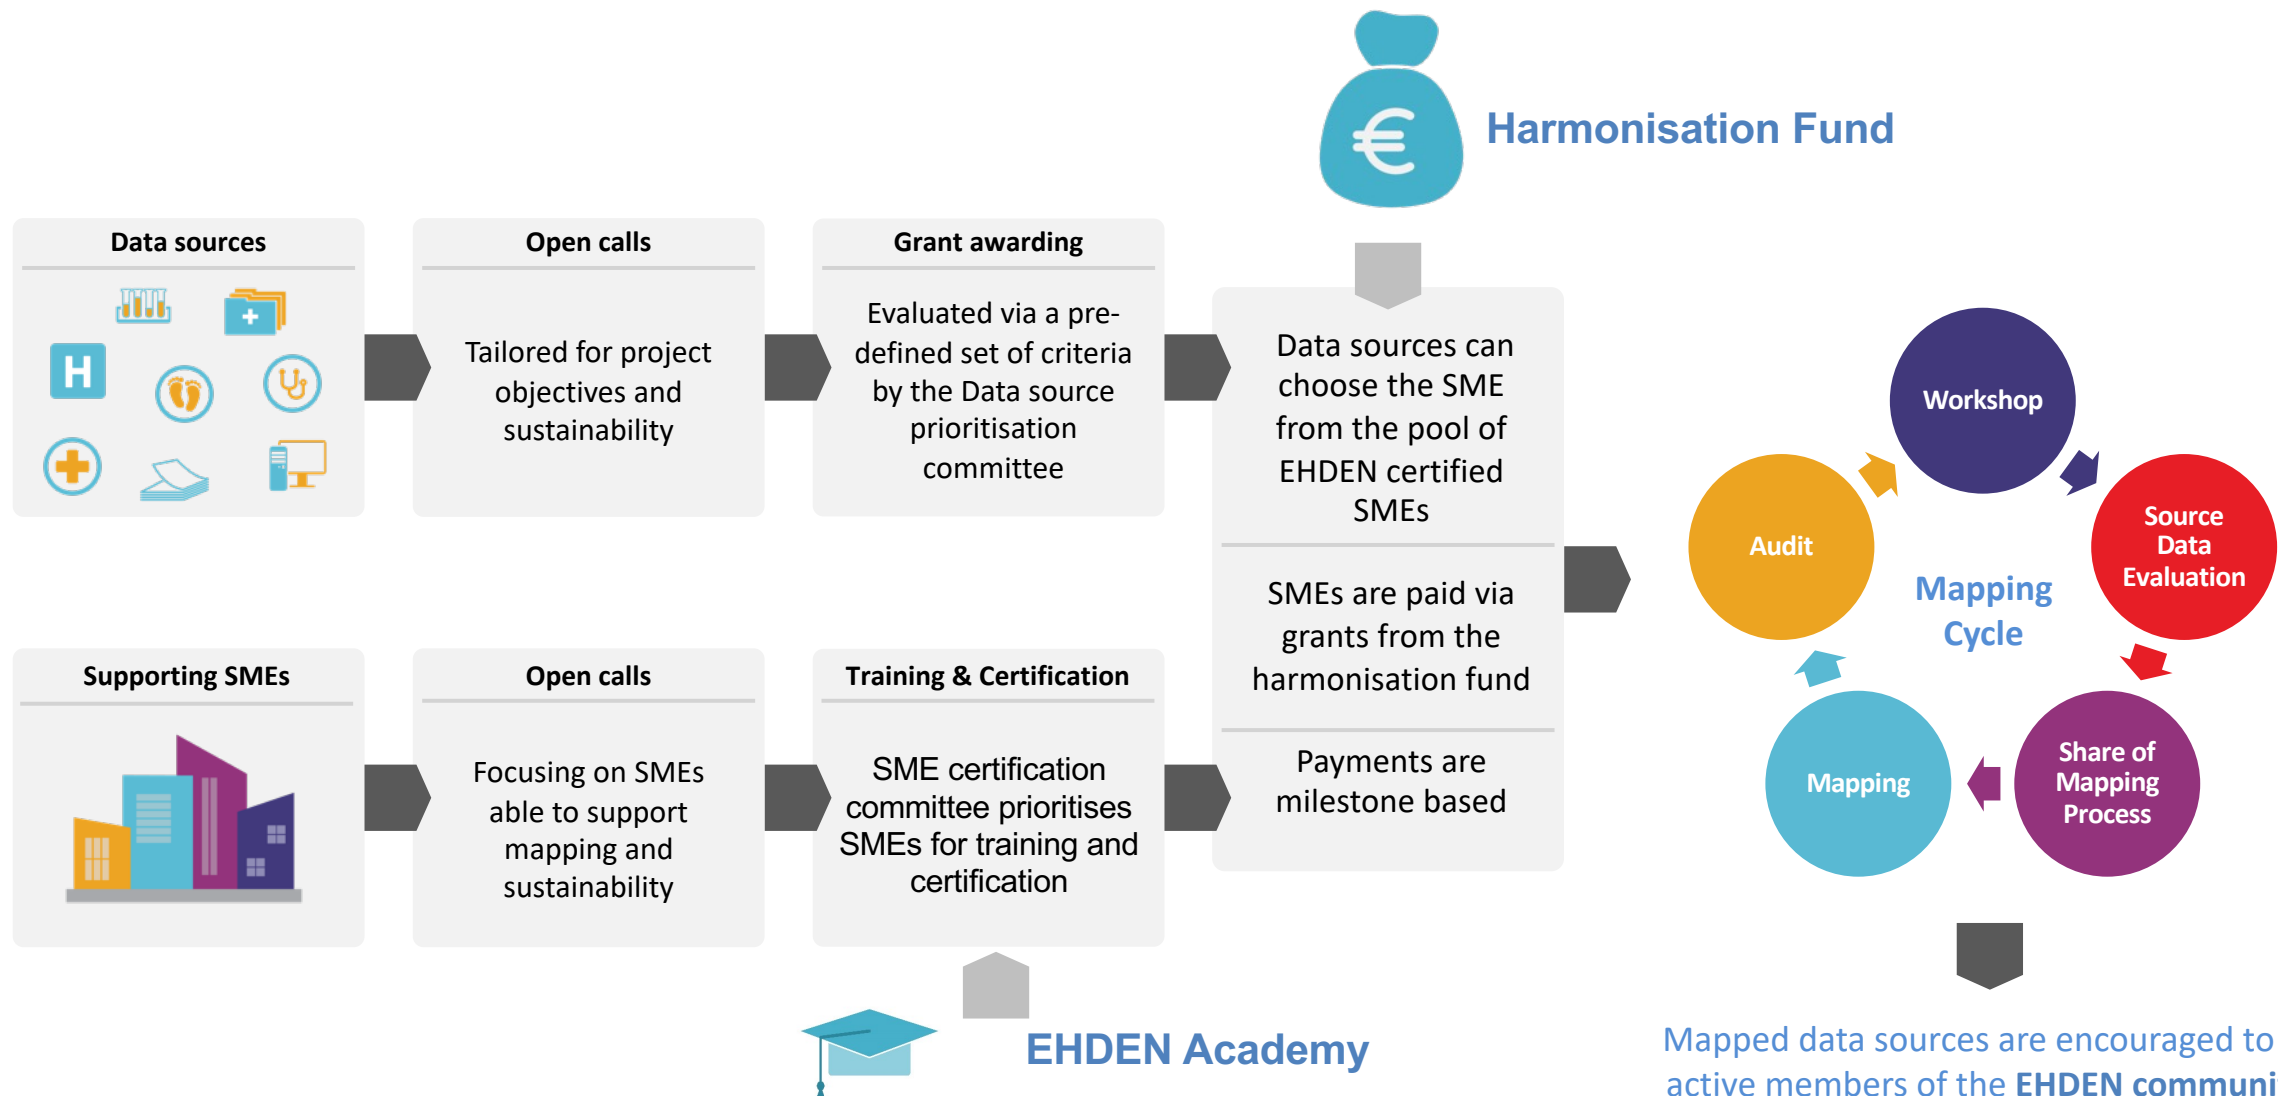 Harmonisation Fund
Data sources
H
Open calls
Tailored for project
objectives and
sustainability
Grant awarding
Evaluated via a pre-
defined set of criteria
by the Data source
prioritisation
committee
Supporting SMEs
Open calls
Focusing on SMEs
able to support
mapping and
sustainability
Training & Certification
SME certification
committee prioritises
SMEs for training and
certification
EHDEN Academy
€
Data sources can
choose the SME
from the pool of
EHDEN certified
SMEs
SMEs are paid via
grants from the
harmonisation fund
Payments are
milestone based
Mapping
Cycle
Workshop
Source
Data
Evaluation
Share of
Mapping
Process
Mapping
Audit
Mapped data sources are encouraged to
active members of the EHDEN communi